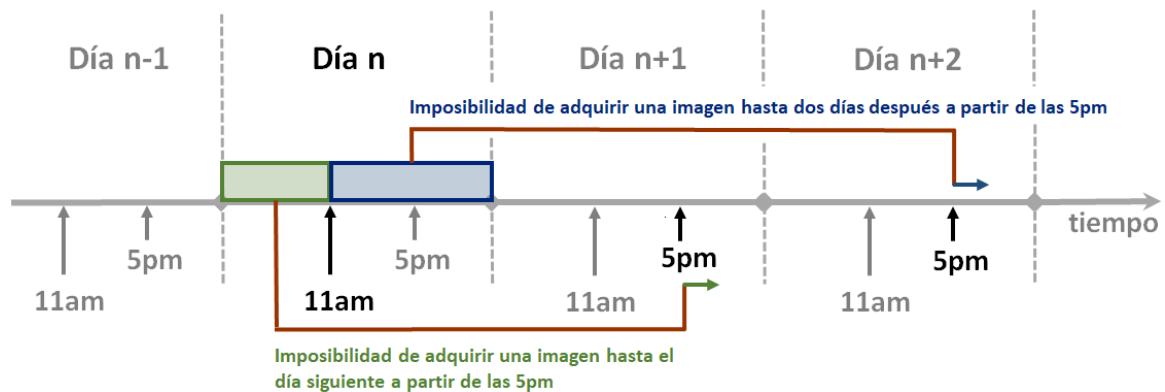 Día n-1
Día n
Día n+1
Día n+2
Imposibilidad de adquirir una imagen hasta dos días después a partir de las 5pm
tiempo
5pm
5pm
5pm
5pm
11am
11am
11am
11am
Imposibilidad de adquirir una imagen hasta el
día siguiente a partir de las 5pm